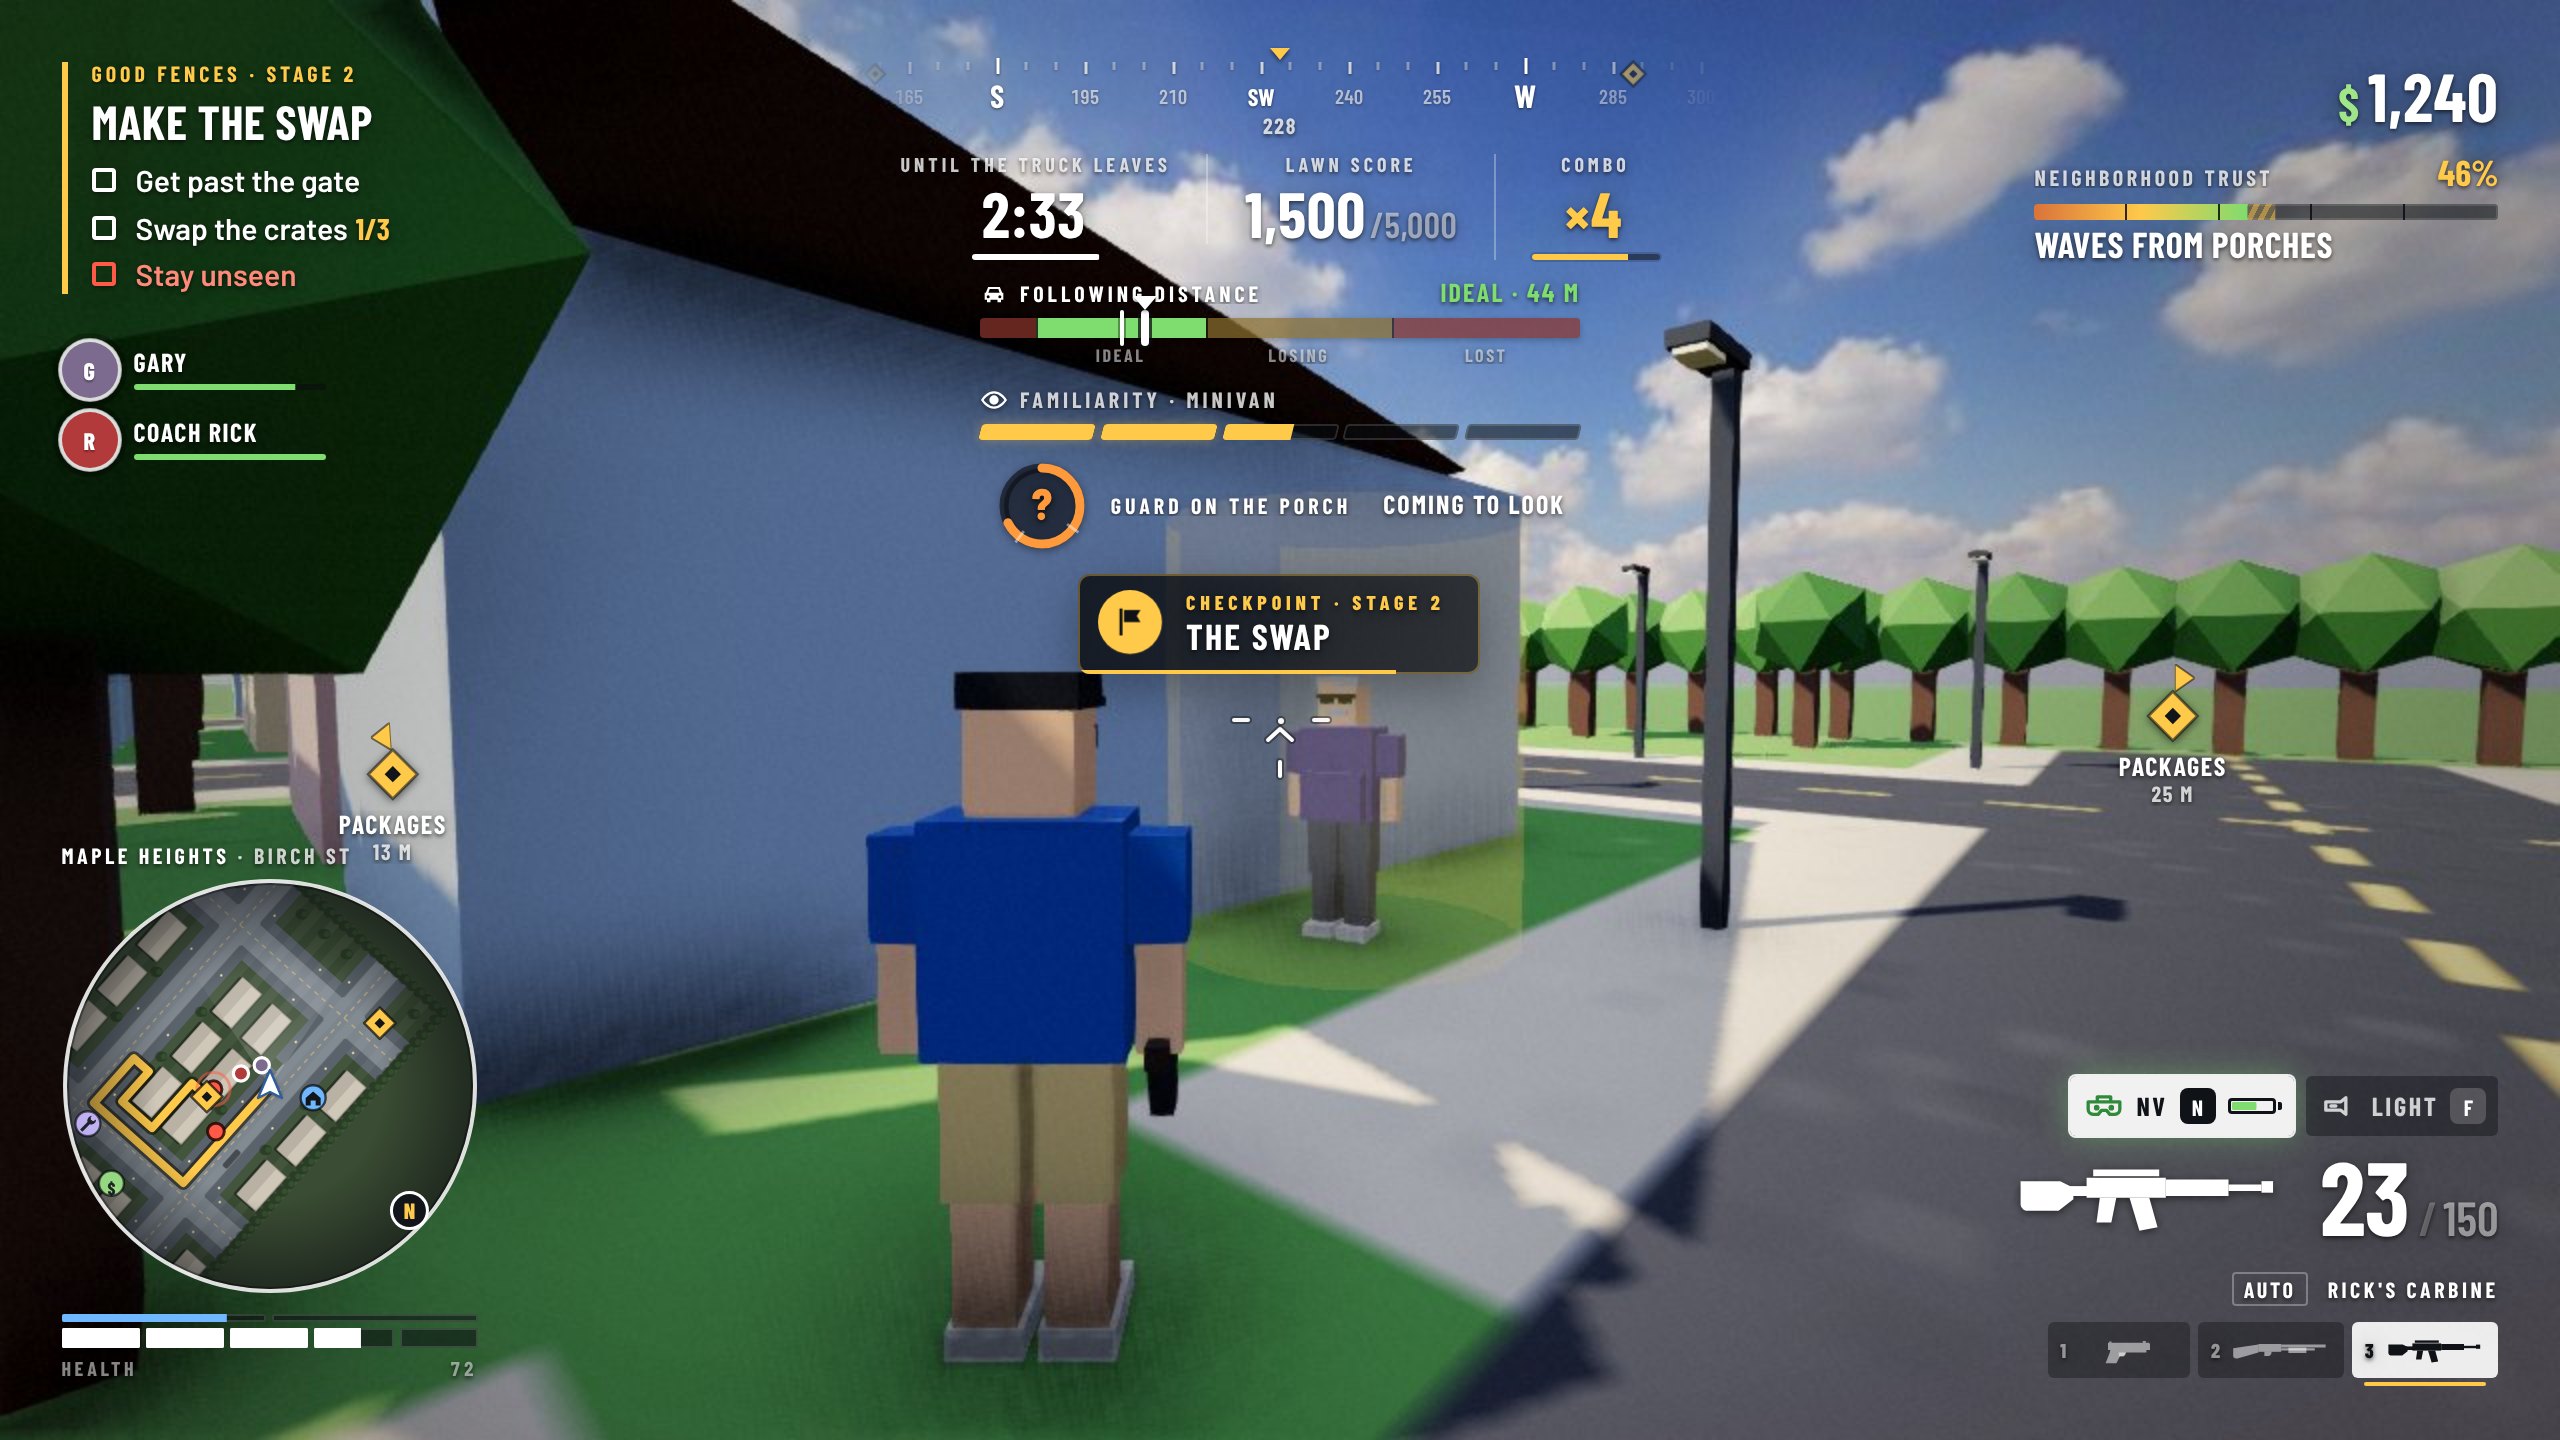 GOOD FENCES · STAGE 2
MAKE THE SWAP
Get past the gate
Swap the crates 1/3
Stay unseen
G GARY
R COACH RICK
165 S 195 210 SW 240 255 W 285 300
228
UNTIL THE TRUCK LEAVES
2:33
LAWN SCORE
1,500 /5,000
COMBO
×4
FOLLOWING DISTANCE IDEAL · 44 M
IDEAL LOSING LOST
FAMILIARITY · MINIVAN
? GUARD ON THE PORCH COMING TO LOOK
CHECKPOINT · STAGE 2
THE SWAP
$ 1,240
NEIGHBORHOOD TRUST 46%
WAVES FROM PORCHES
PACKAGES
13 M
PACKAGES
25 M
MAPLE HEIGHTS · BIRCH ST
$
N
HEALTH 72
NV N LIGHT F
23 / 150
AUTO RICK'S CARBINE
1 2 3